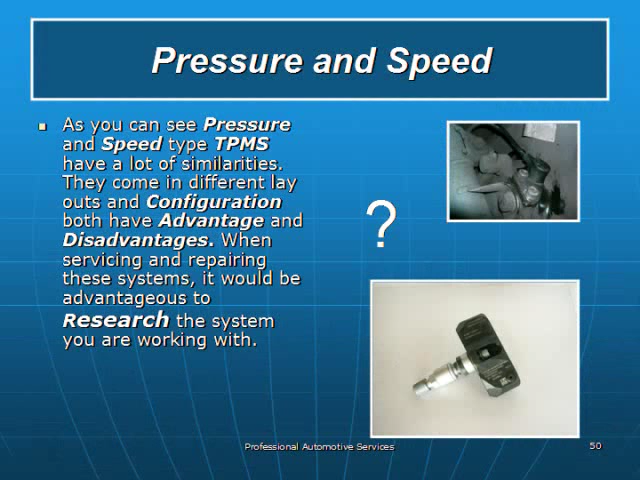 Pressure and Speed
As you can see Pressure
and Speed type TPMS
have a lot of similarities.
They come in different lay
outs and Configuration
both have Advantage and
Disadvantages. When
servicing and repairing
these systems, it would be
advantageous to
Research the system
you are working with.
?
Professional Automotive Services
50